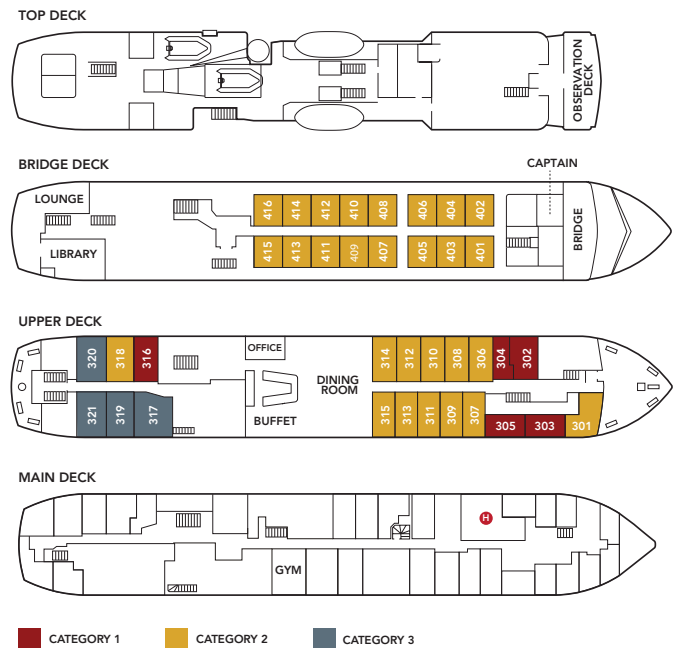 TOP DECK
OBSERVATION
DECK
BRIDGE DECK
CAPTAIN
LOUNGE
416 414 412 410 408 406 404 402
BRIDGE
LIBRARY
415 413 411 409 407 405 403 401
UPPER DECK
320 318 316
OFFICE
314 312 310 308 306 304 302
DINING
ROOM
321 319 317
BUFFET
315 313 311 309 307 305 303 301
MAIN DECK
H
GYM
CATEGORY 1 CATEGORY 2 CATEGORY 3